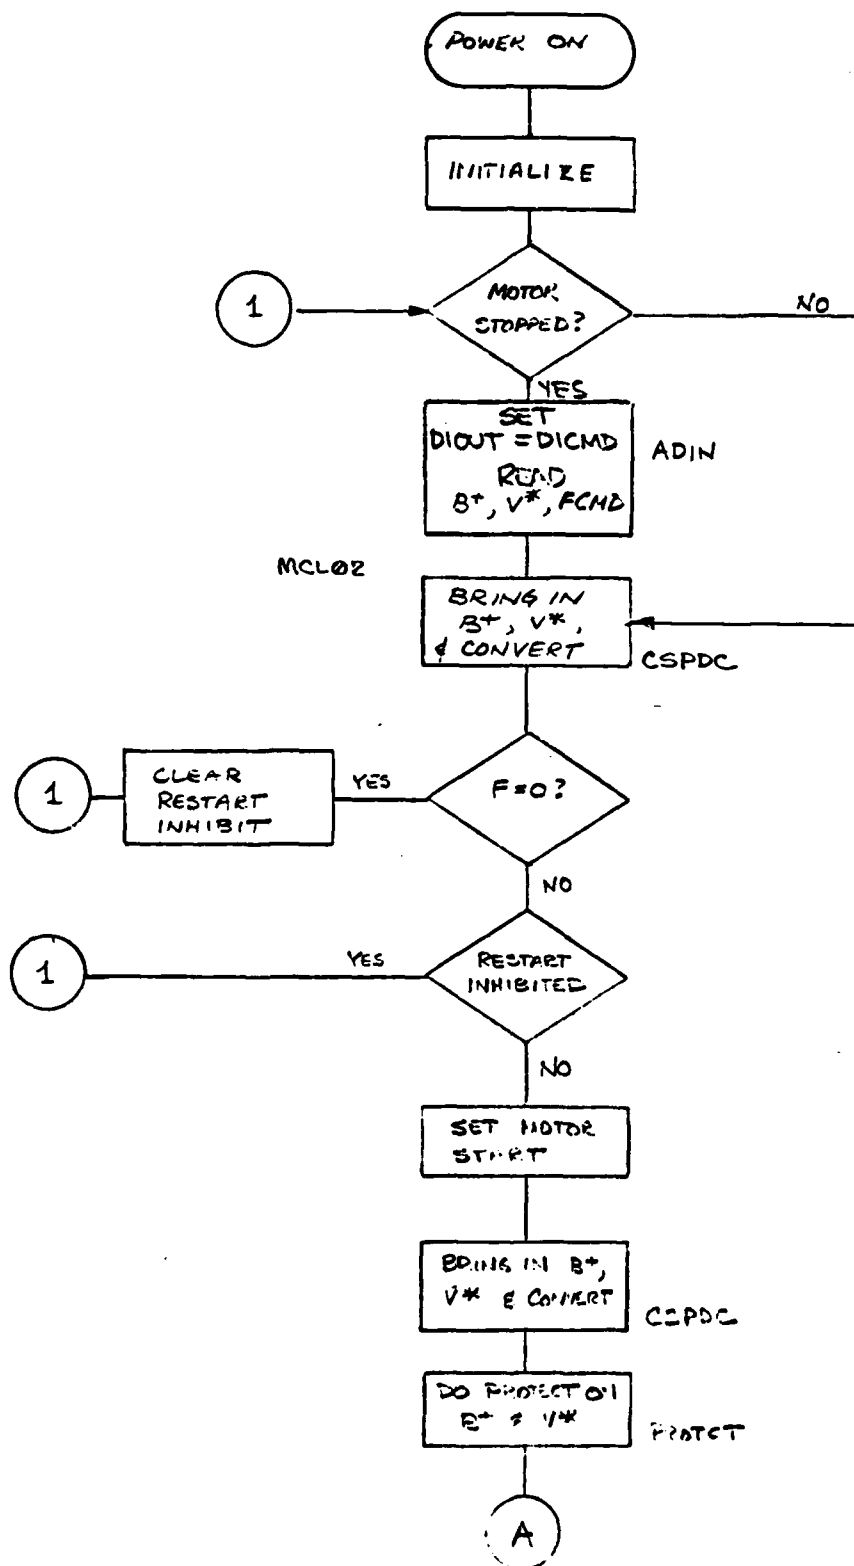 POWER ON
INITIALIZE
1
MOTOR
STOPPED?
NO
YES
SET
DIOUT = DICMD
READ
B+, V*, FCMD
ADIN
MCL02
BRING IN
B+, V*,
& CONVERT
CSPDC
1
CLEAR
RESTART
INHIBIT
YES
F=0?
NO
1
YES
RESTART
INHIBITED
NO
SET MOTOR
START
BRING IN B+,
V* & CONVERT
CSPDC
DO PROTECT ON
B+ & V*
PROTCT
A